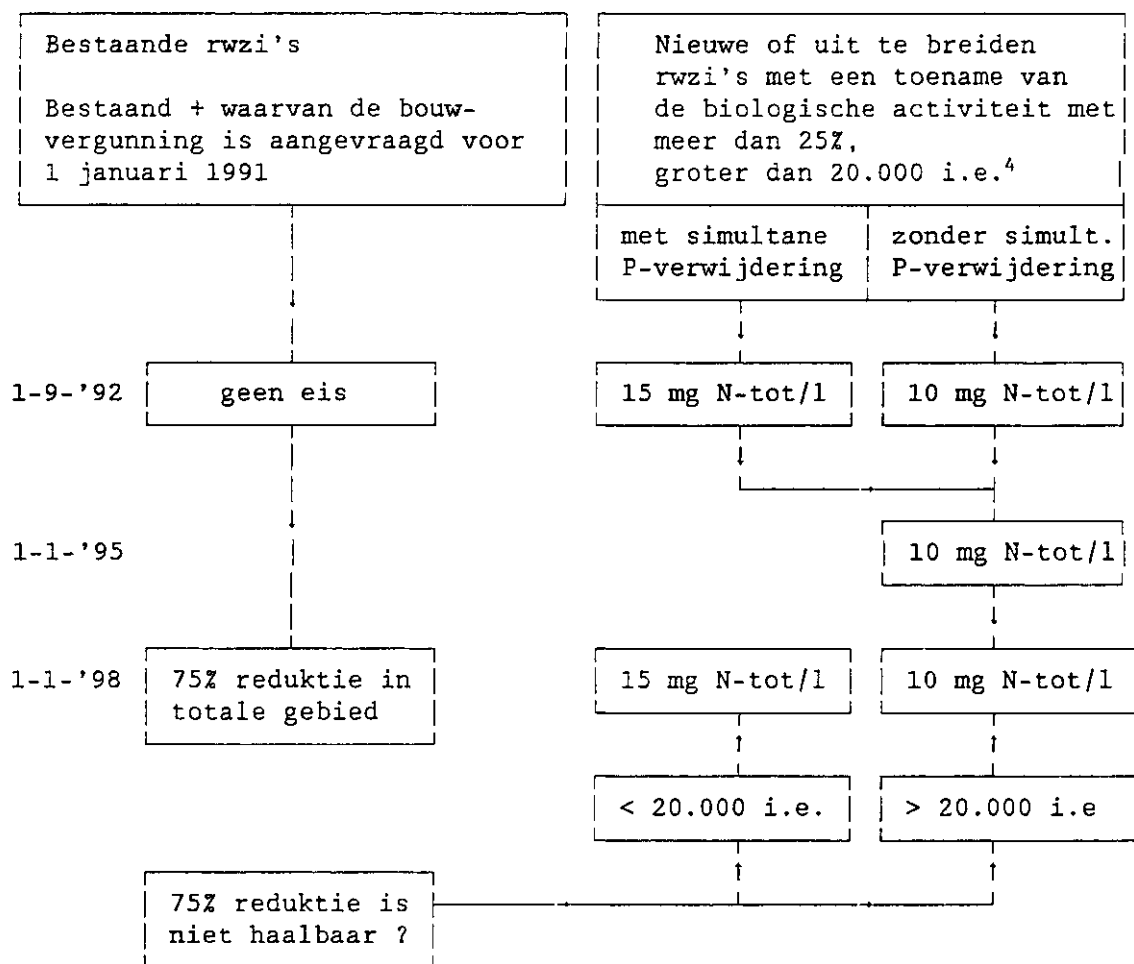 Bestaande rwzi's
Bestaand + waarvan de bouw-
vergunning is aangevraagd voor
1 januari 1991
Nieuwe of uit te breiden
rwzi's met een toename van
de biologische activiteit met
meer dan 25%,
groter dan 20.000 i.e.⁴
met simultane
P-verwijdering
zonder simult.
P-verwijdering
1-9-'92
geen eis
15 mg N-tot/l
10 mg N-tot/l
1-1-'95
10 mg N-tot/l
1-1-'98
75% reduktie in
totale gebied
15 mg N-tot/l
10 mg N-tot/l
< 20.000 i.e.
> 20.000 i.e
75% reduktie is
niet haalbaar ?